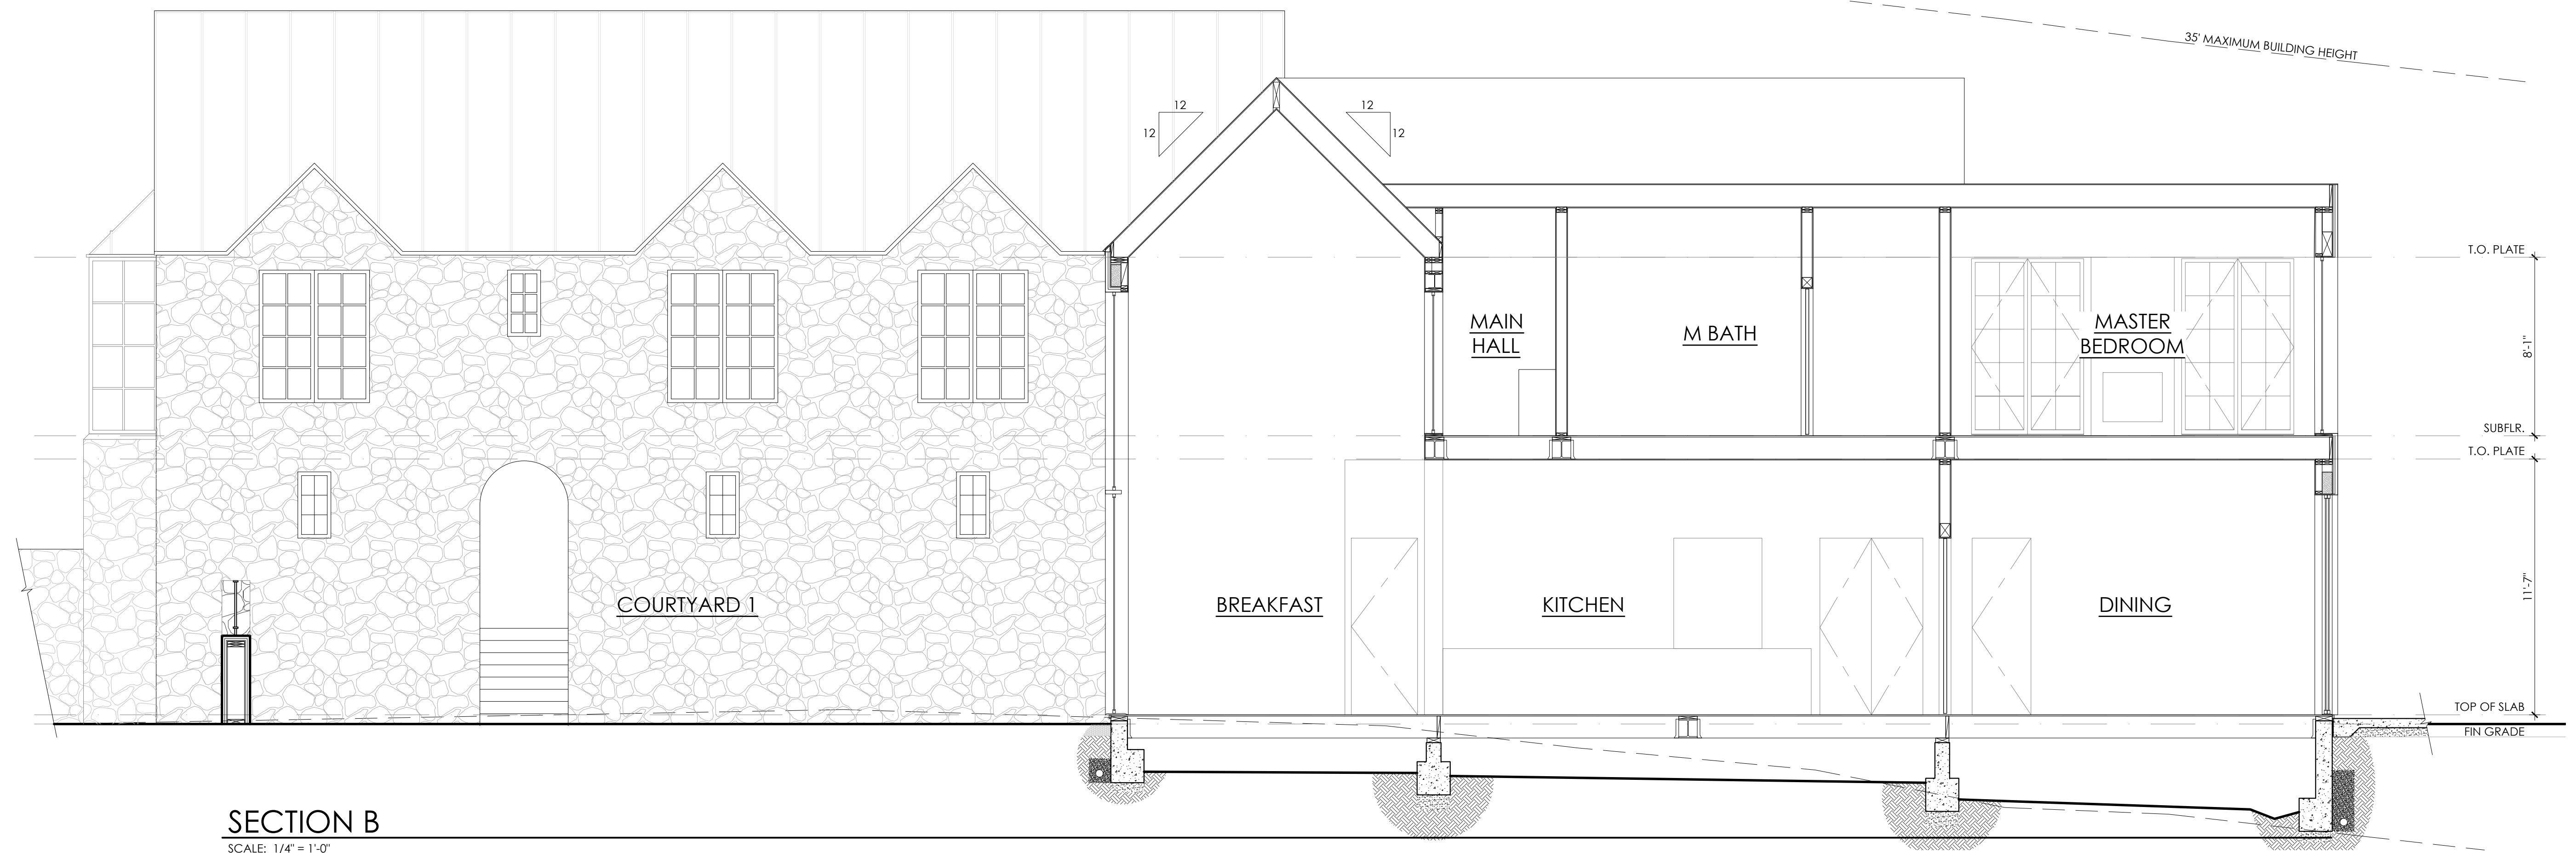 35' MAXIMUM BUILDING HEIGHT
12
12
12
12
T.O. PLATE
MAIN
HALL
M BATH
MASTER
BEDROOM
8'-1"
SUBFLR.
T.O. PLATE
COURTYARD 1
BREAKFAST
KITCHEN
DINING
11'-7"
TOP OF SLAB
FIN GRADE
SECTION B
SCALE: 1/4" = 1'-0"